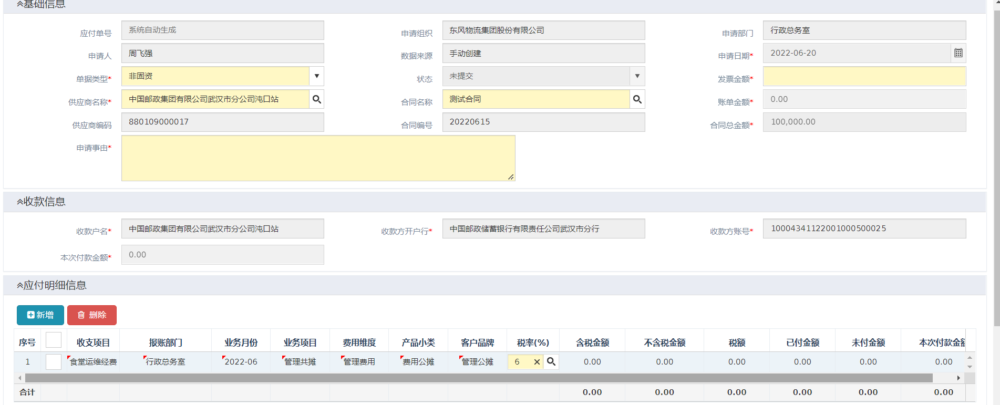 基础信息
应付单号 系统自动生成 申请组织 东风物流集团股份有限公司 申请部门 行政总务室
申请人 周飞强 数据来源 手动创建 申请日期* 2022-06-20
单据类型* 非固资 状态 未提交 发票金额*
供应商名称* 中国邮政集团有限公司武汉市分公司沌口站 合同名称 测试合同 账单金额* 0.00
供应商编码 880109000017 合同编号 20220615 合同总金额* 100,000.00
申请事由*
收款信息
收款户名* 中国邮政集团有限公司武汉市分公司沌口站 收款方开户行* 中国邮政储蓄银行有限责任公司武汉市分行 收款方账号* 10004341122001000500025
本次付款金额* 0.00
应付明细信息
新增 删除
序号 收支项目 报账部门 业务月份 业务项目 费用维度 产品小类 客户品牌 税率(%) 含税金额 不含税金额 税额 已付金额 未付金额 本次付款金额
1 食堂运维经费 行政总务室 2022-06 管理共摊 管理费用 费用公摊 管理公摊 6 0.00 0.00 0.00 0.00 0.00 0.00
合计 0.00 0.00 0.00 0.00 0.00 0.00